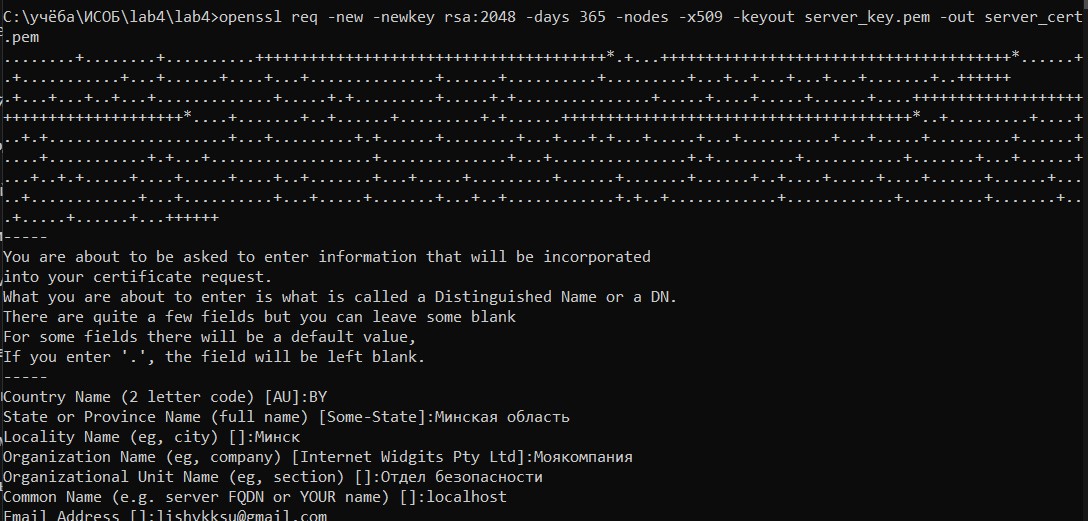 C:\учёба\ИСОБ\lab4\lab4>openssl req -new -newkey rsa:2048 -days 365 -nodes -x509 -keyout server_key.pem -out server_cert
.pem
........+........+..........+++++++++++++++++++++++++++++++++++++++*.+...+++++++++++++++++++++++++++++++++++++++*......+
.+...........+...+......+....+...+...........+......+..........+.........+...+..+...+...+...+.......+..++++++
.+...+...+..+...+.............+.....+.+.........+.....+.+...............+.....+....+.....+.....+....+++++++++++++++++++
++++++++++++++++++++*....+.......+..+......+.........+.+......+++++++++++++++++++++++++++++++++++++++*..+.........+....+
..+.+.....................+...+.........+.+.....+.........+...+...+.+...+.....+.....+...+......+.....+.........+......+
....+...........+.+...+..................+..............+...+...............+.+.........+...........+.......+...+......+
...+..+.+.....+....+.....+....+..+.......+...+.....+.........+......+......+..+....+.....+....+....+......+......+...
..+............+...+.............+...+.....+......+...+..................+.+..+............+............+.......+.......+..
.+.....+......+...++++++
-----
You are about to be asked to enter information that will be incorporated
into your certificate request.
What you are about to enter is what is called a Distinguished Name or a DN.
There are quite a few fields but you can leave some blank
For some fields there will be a default value,
If you enter '.', the field will be left blank.
-----
Country Name (2 letter code) [AU]:BY
State or Province Name (full name) [Some-State]:Минская область
Locality Name (eg, city) []:Минск
Organization Name (eg, company) [Internet Widgits Pty Ltd]:Моякомпания
Organizational Unit Name (eg, section) []:Отдел безопасности
Common Name (e.g. server FQDN or YOUR name) []:localhost
Email Address []:lishykksu@gmail.com